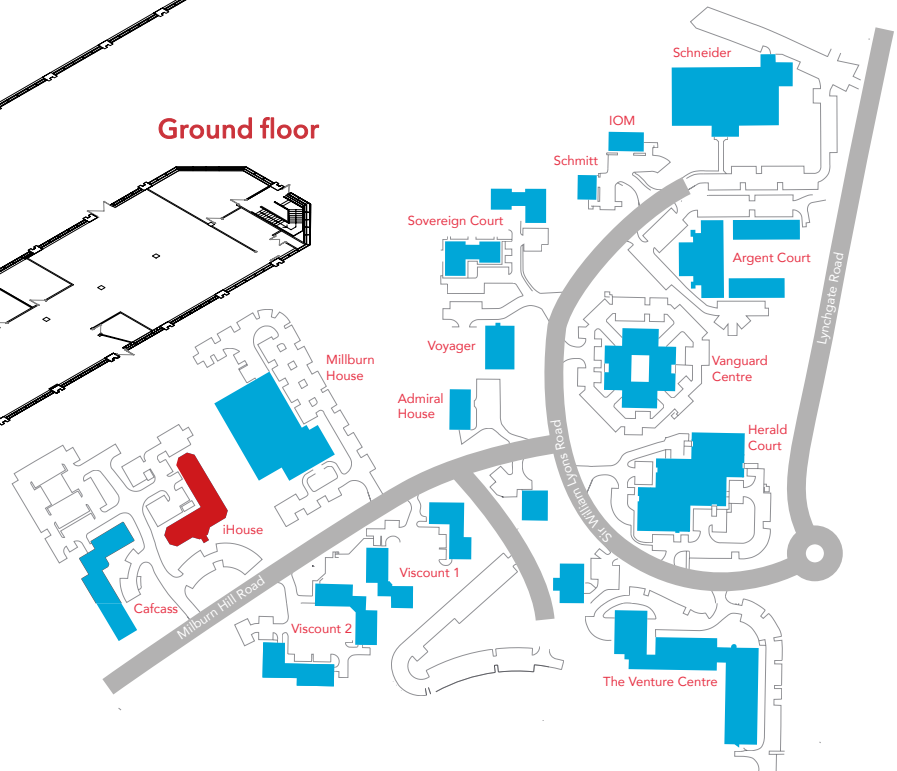 Schneider
Ground floor
IOM
Schmitt
Sovereign Court
Argent Court
Lynchgate Road
Voyager
Millburn
House
Vanguard
Centre
Admiral
House
Herald
Court
Sir William Lyons Road
iHouse
Viscount 1
Cafcass
Milburn Hill Road
Viscount 2
The Venture Centre